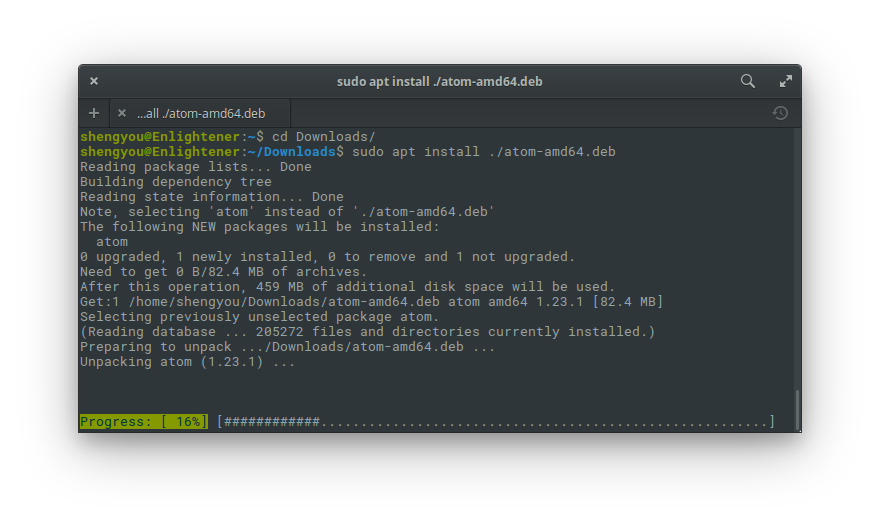 sudo apt install ./atom-amd64.deb
...all ./atom-amd64.deb
shengyou@Enlightener:~$ cd Downloads/
shengyou@Enlightener:~/Downloads$ sudo apt install ./atom-amd64.deb
Reading package lists... Done
Building dependency tree
Reading state information... Done
Note, selecting 'atom' instead of './atom-amd64.deb'
The following NEW packages will be installed:
  atom
0 upgraded, 1 newly installed, 0 to remove and 1 not upgraded.
Need to get 0 B/82.4 MB of archives.
After this operation, 459 MB of additional disk space will be used.
Get:1 /home/shengyou/Downloads/atom-amd64.deb atom amd64 1.23.1 [82.4 MB]
Selecting previously unselected package atom.
(Reading database ... 205272 files and directories currently installed.)
Preparing to unpack .../Downloads/atom-amd64.deb ...
Unpacking atom (1.23.1) ...
Progress: [ 16%] [############........................................................]